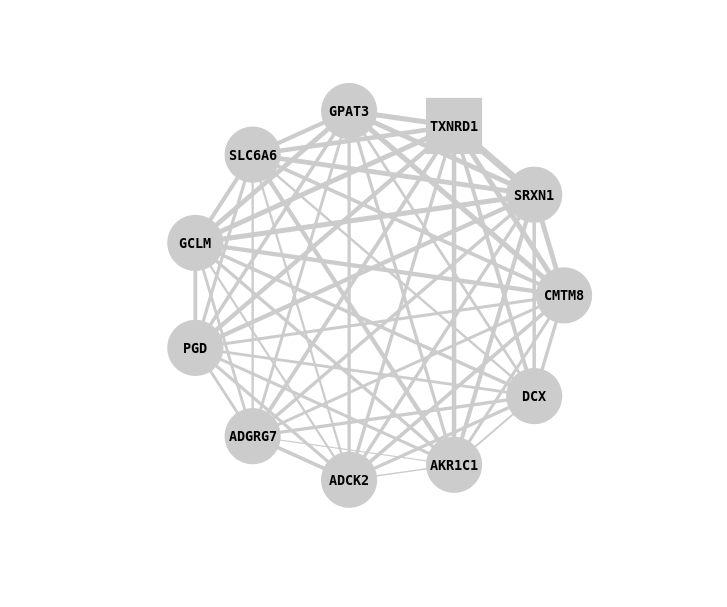 GPAT3
TXNRD1
SLC6A6
SRXN1
GCLM
CMTM8
PGD
DCX
ADGRG7
AKR1C1
ADCK2